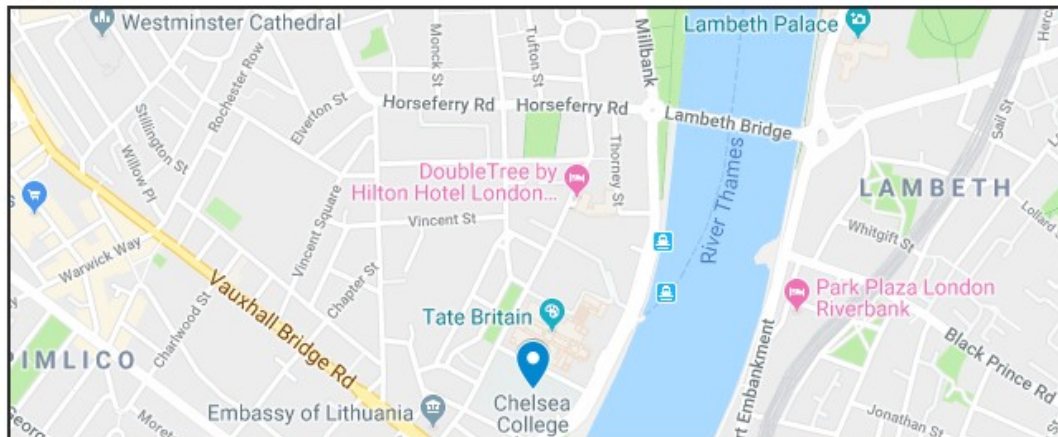 Westminster Cathedral
Monck St
Tufton St
Millbank
Lambeth Palace
Rochester Row
Elverton St
Horseferry Rd
Horseferry Rd
Lambeth Bridge
Sail St
Stillington St
Willow Pl
DoubleTree by
Hilton Hotel London...
Thorney St
River Thames
LAMBETH
Vincent Square
Vincent St
Lollard
Whitgift St
Warwick Way
Chapter St
Vauxhall Bridge Rd
Park Plaza London
Riverbank
Tate Britain
Charlwood St
Black Prince Rd
PIMLICO
Embankment
Embassy of Lithuania
Chelsea
College
Jonathan St